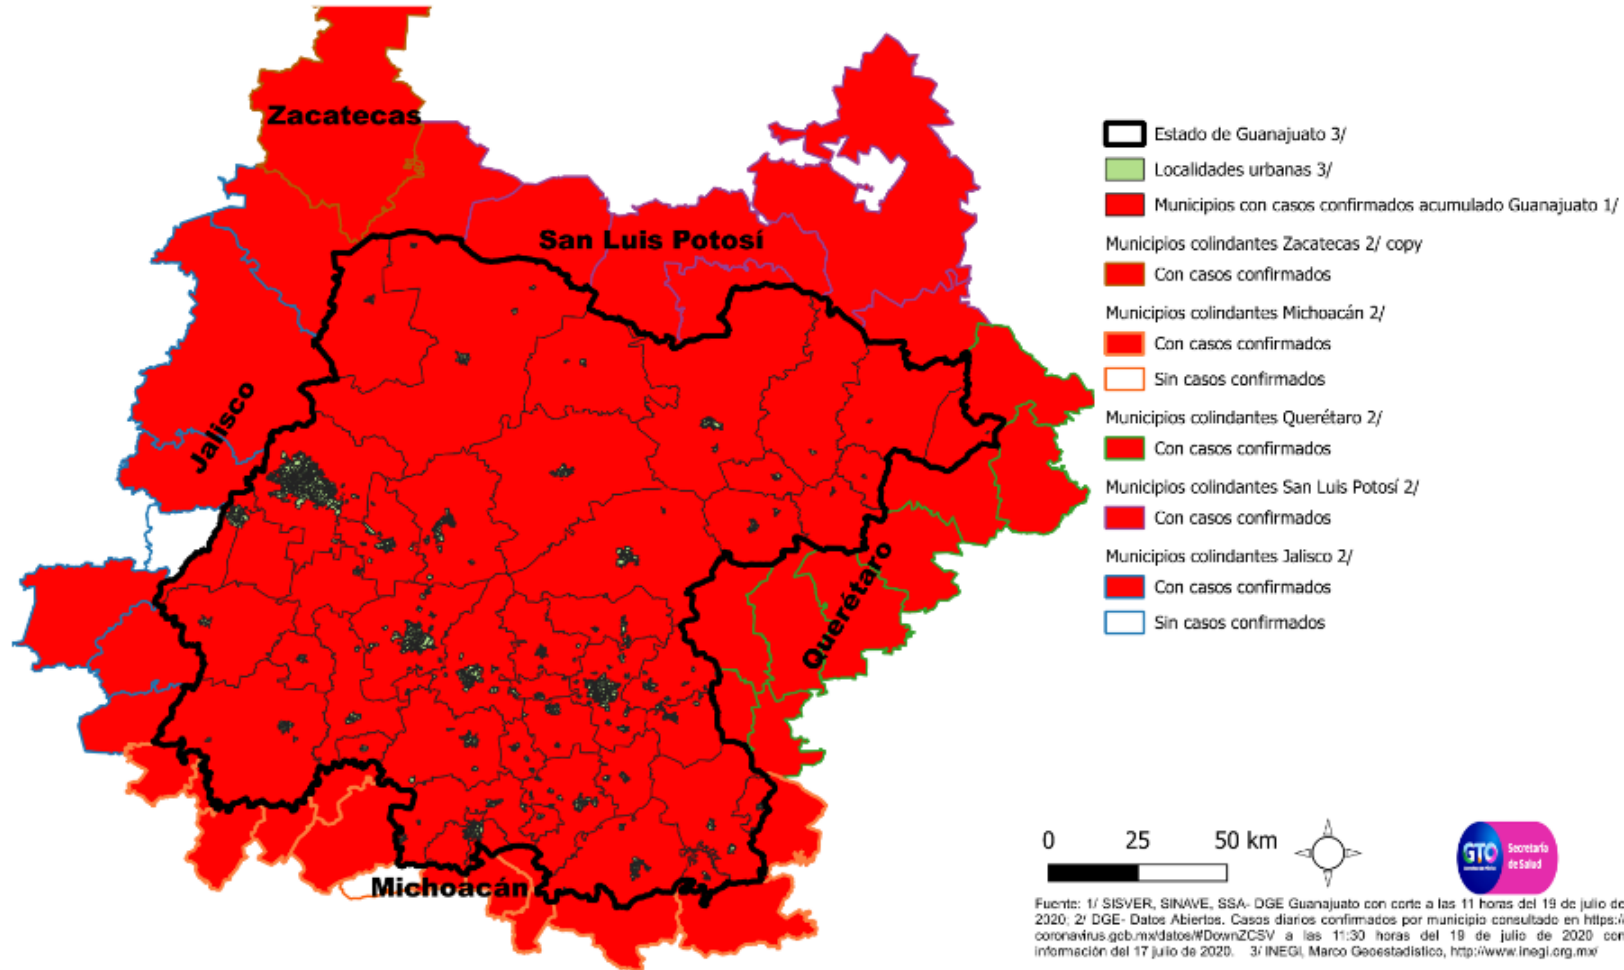 Zacatecas
San Luis Potosí
Jalisco
Querétaro
Michoacán
Estado de Guanajuato 3/
Localidades urbanas 3/
Municipios con casos confirmados acumulado Guanajuato 1/
Municipios colindantes Zacatecas 2/ copy
Con casos confirmados
Municipios colindantes Michoacán 2/
Con casos confirmados
Sin casos confirmados
Municipios colindantes Querétaro 2/
Con casos confirmados
Municipios colindantes San Luis Potosí 2/
Con casos confirmados
Municipios colindantes Jalisco 2/
Con casos confirmados
Sin casos confirmados
0 25 50 km
GTO
Secretaría
de Salud
Fuente: 1/ SISVER, SINAVE, SSA- DGE Guanajuato con corte a las 11 horas del 19 de julio de
2020; 2/ DGE- Datos Abiertos. Casos diarios confirmados por municipio consultado en https://
coronavirus.gob.mx/datos/#DownZCSV a las 11:30 horas del 19 de julio de 2020 con
información del 17 julio de 2020. 3/ INEGI, Marco Geoestadístico, http://www.inegi.org.mx/